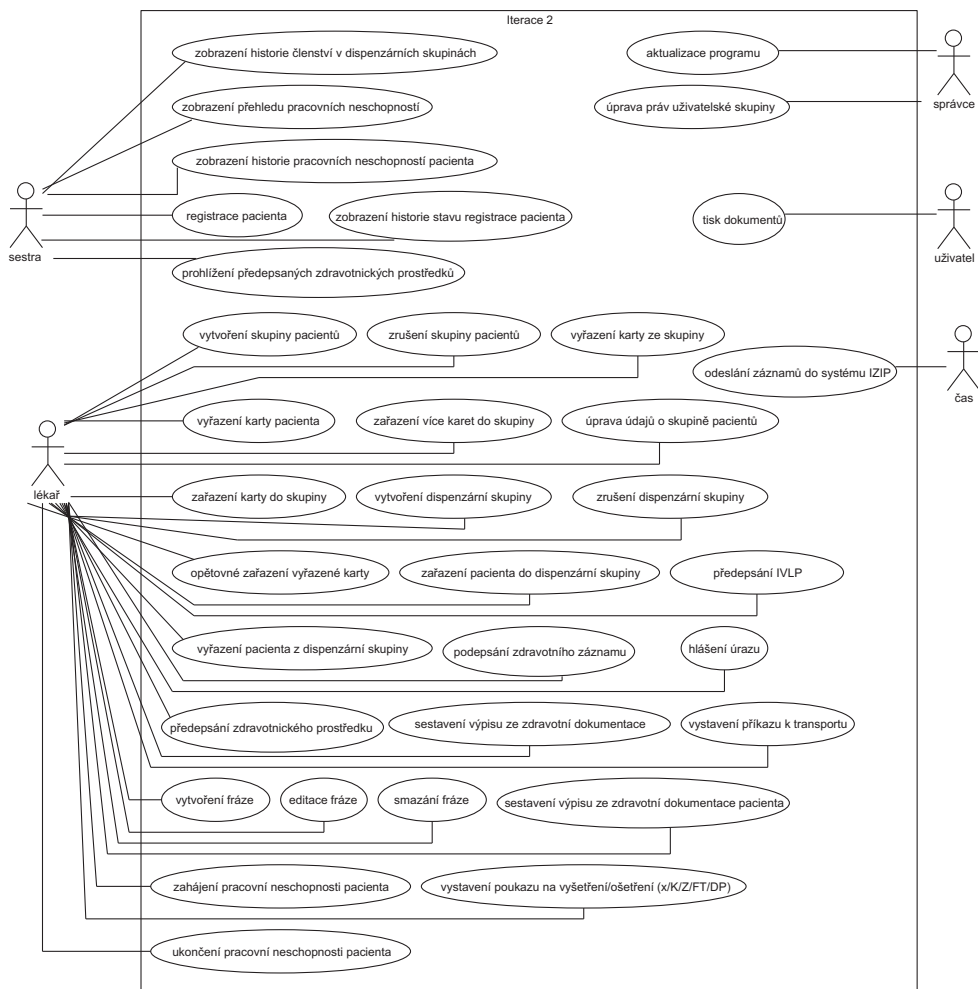 Iterace 2
zobrazení historie členství v dispenzárních skupinách
aktualizace programu
správce
zobrazení přehledu pracovních neschopností
úprava práv uživatelské skupiny
zobrazení historie pracovních neschopností pacienta
registrace pacienta
zobrazení historie stavu registrace pacienta
tisk dokumentů
sestra
uživatel
prohlížení předepsaných zdravotnických prostředků
vytvoření skupiny pacientů
zrušení skupiny pacientů
vyřazení karty ze skupiny
odeslání záznamů do systému IZIP
čas
vyřazení karty pacienta
zařazení více karet do skupiny
úprava údajů o skupině pacientů
lékař
zařazení karty do skupiny
vytvoření dispenzární skupiny
zrušení dispenzární skupiny
opětovné zařazení vyřazené karty
zařazení pacienta do dispenzární skupiny
předepsání IVLP
vyřazení pacienta z dispenzární skupiny
podepsání zdravotního záznamu
hlášení úrazu
předepsání zdravotnického prostředku
sestavení výpisu ze zdravotní dokumentace
vystavení příkazu k transportu
vytvoření fráze
editace fráze
smazání fráze
sestavení výpisu ze zdravotní dokumentace pacienta
zahájení pracovní neschopnosti pacienta
vystavení poukazu na vyšetření/ošetření (x/K/Z/FT/DP)
ukončení pracovní neschopnosti pacienta